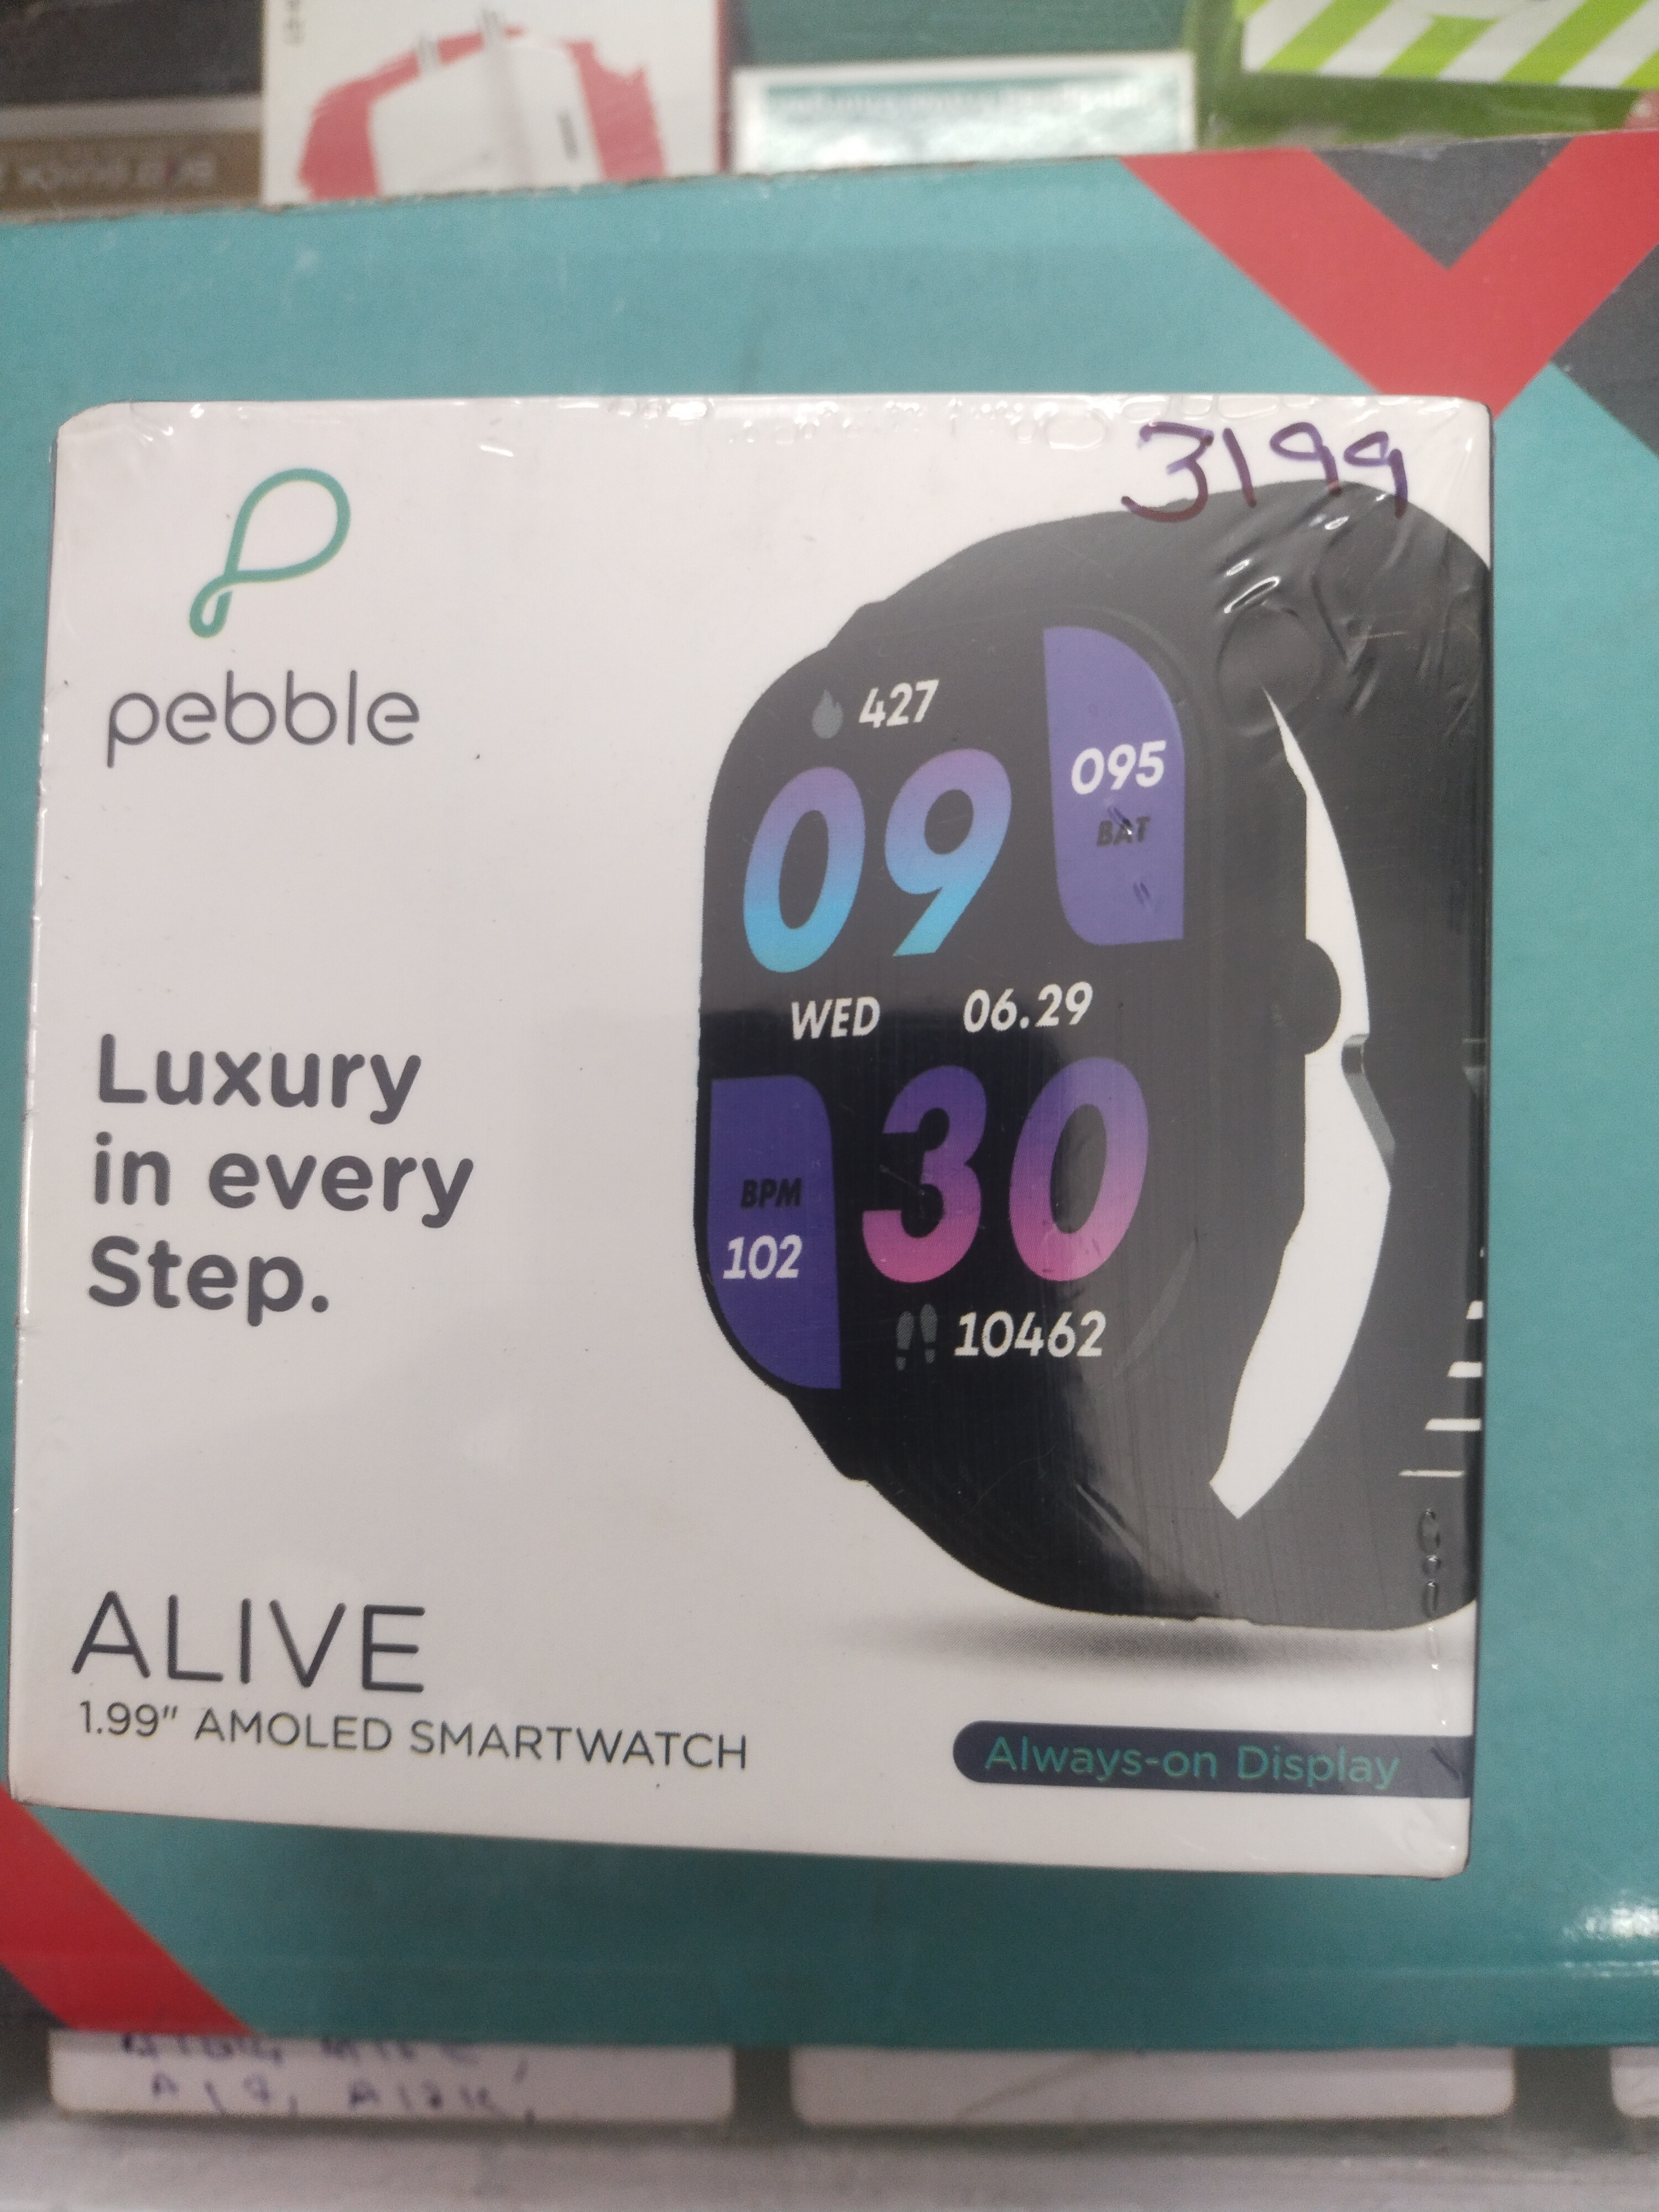 3199
pebble
427
095
BAT
09
WED 06.29
Luxury
in every
Step.
BPM
102
30
10462
ALIVE
1.99" AMOLED SMARTWATCH
Always-on Display